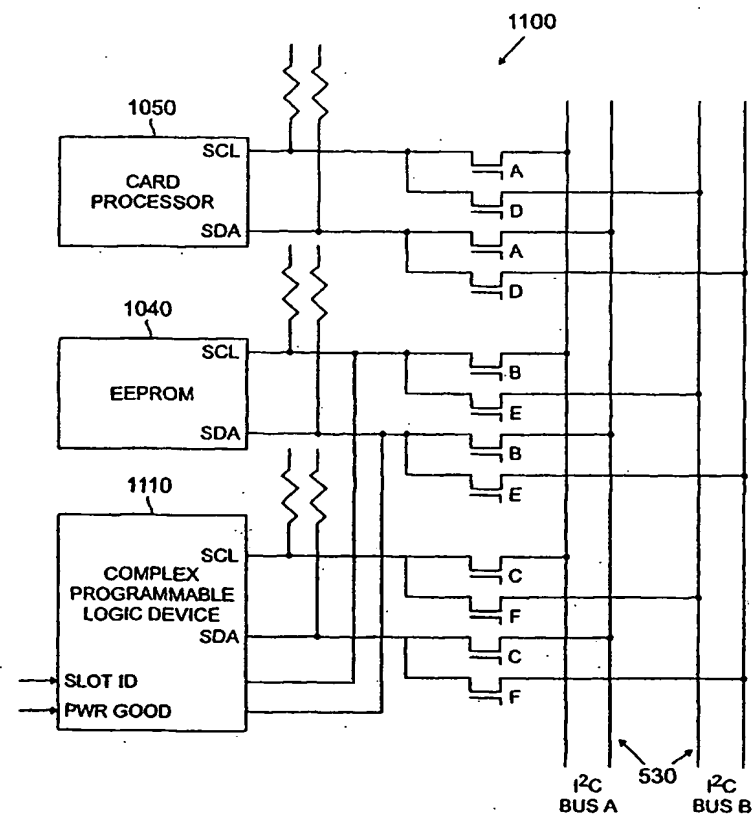 1100
1050
SCL
CARD
PROCESSOR
SDA
A
D
A
D
1040
SCL
EEPROM
SDA
B
E
B
E
1110
SCL
COMPLEX
PROGRAMMABLE
LOGIC DEVICE
SDA
SLOT ID
PWR GOOD
C
F
C
F
530
I²C
BUS A
I²C
BUS B